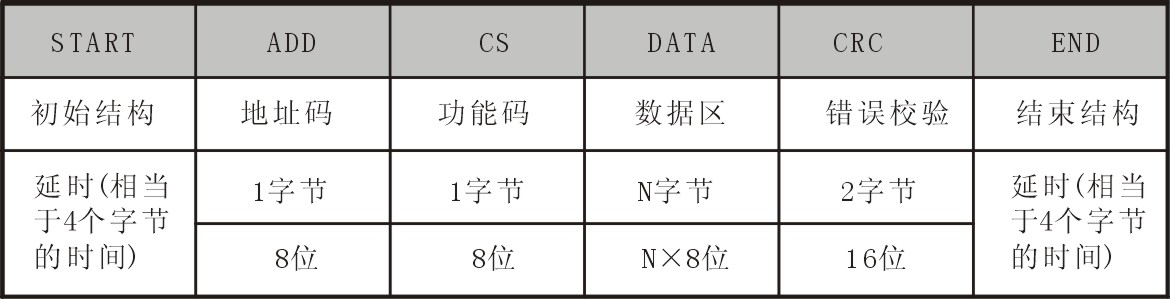 START ADD CS DATA CRC END
初始结构 地址码 功能码 数据区 错误校验 结束结构
延时(相当于4个字节的时间) 1字节 1字节 N字节 2字节 延时(相当于4个字节的时间)
8位 8位 N×8位 16位